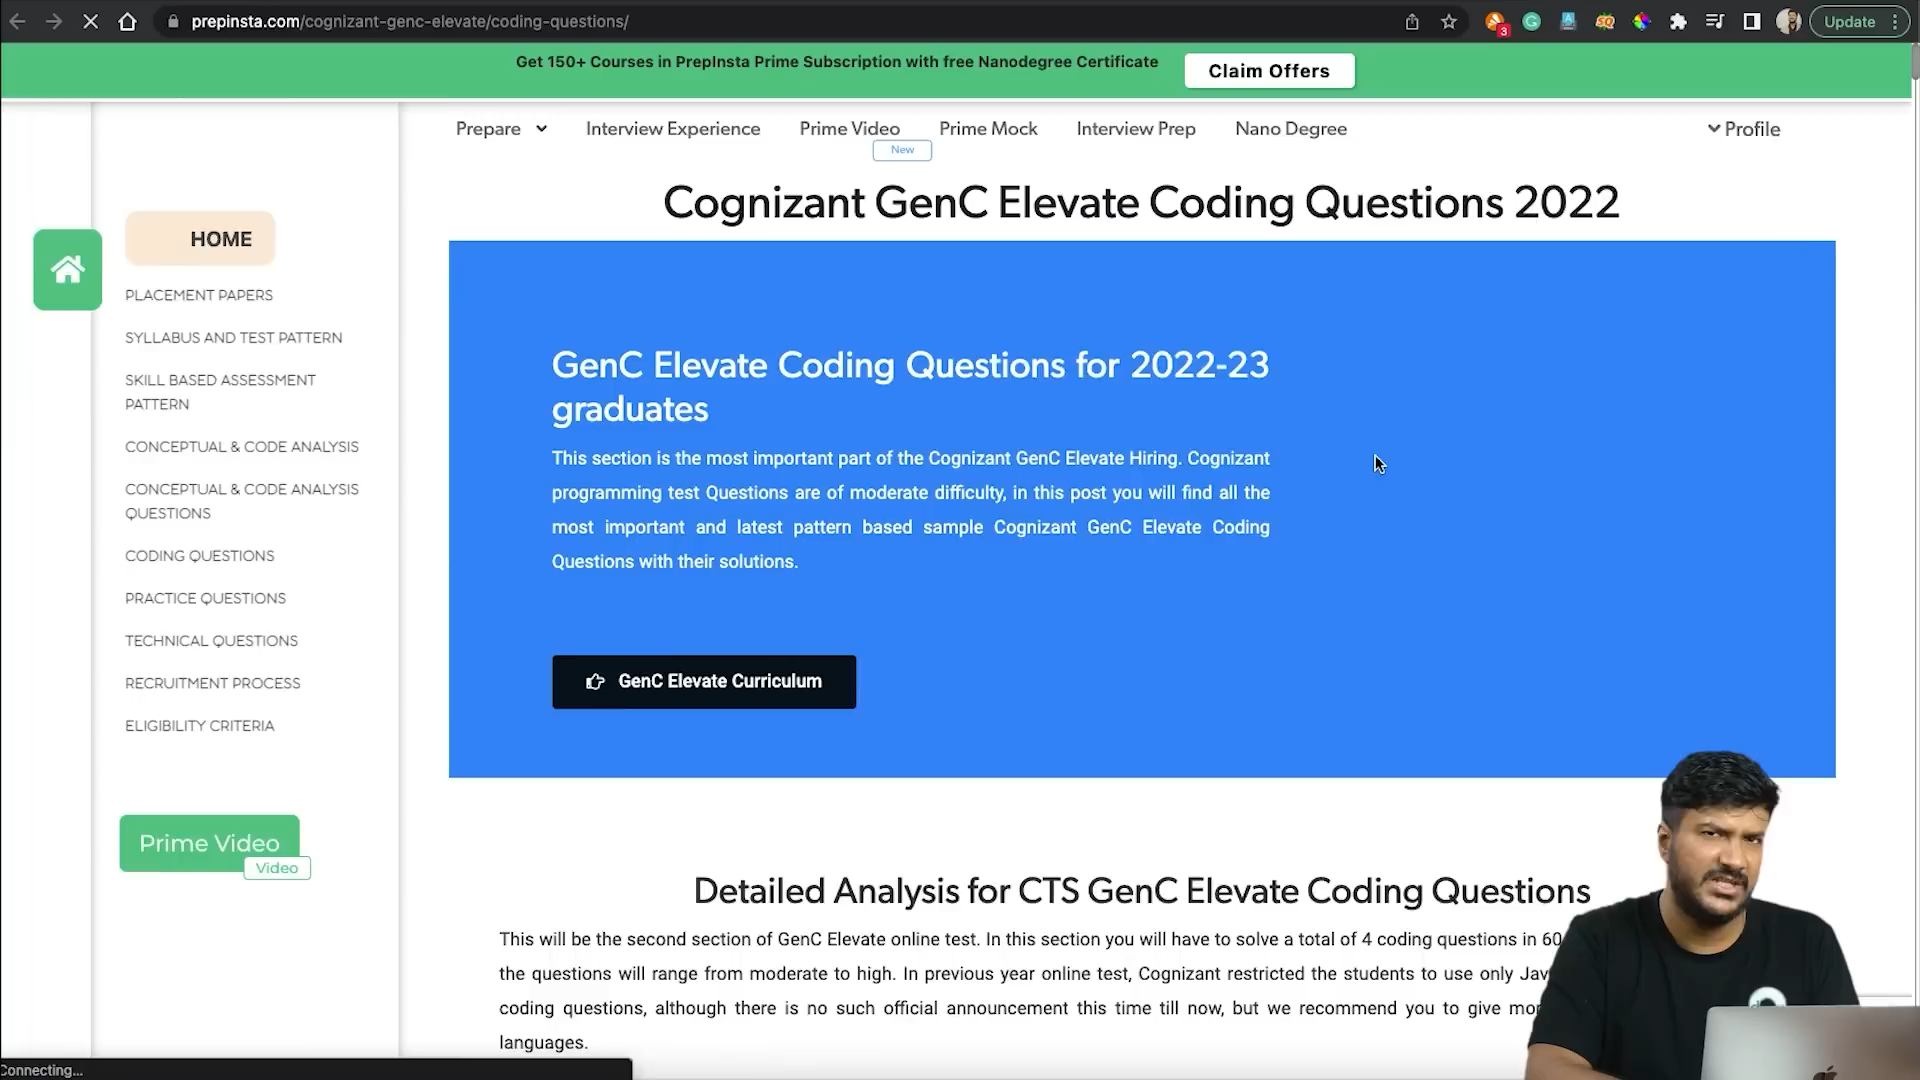 prepinsta.com/cognizant-genc-elevate/coding-questions/
3
Update
Get 150+ Courses in PrepInsta Prime Subscription with free Nanodegree Certificate
Claim Offers
Prepare
Interview Experience
Prime Video
New
Prime Mock
Interview Prep
Nano Degree
Profile
HOME
PLACEMENT PAPERS
SYLLABUS AND TEST PATTERN
SKILL BASED ASSESSMENT
PATTERN
CONCEPTUAL & CODE ANALYSIS
CONCEPTUAL & CODE ANALYSIS
QUESTIONS
CODING QUESTIONS
PRACTICE QUESTIONS
TECHNICAL QUESTIONS
RECRUITMENT PROCESS
ELIGIBILITY CRITERIA
Prime Video
Video
Cognizant GenC Elevate Coding Questions 2022
GenC Elevate Coding Questions for 2022-23
graduates
This section is the most important part of the Cognizant GenC Elevate Hiring. Cognizant
programming test Questions are of moderate difficulty, in this post you will find all the
most important and latest pattern based sample Cognizant GenC Elevate Coding
Questions with their solutions.
GenC Elevate Curriculum
Detailed Analysis for CTS GenC Elevate Coding Questions
This will be the second section of GenC Elevate online test. In this section you will have to solve a total of 4 coding questions in 60
the questions will range from moderate to high. In previous year online test, Cognizant restricted the students to use only Jav
coding questions, although there is no such official announcement this time till now, but we recommend you to give mor
languages.
Connecting...